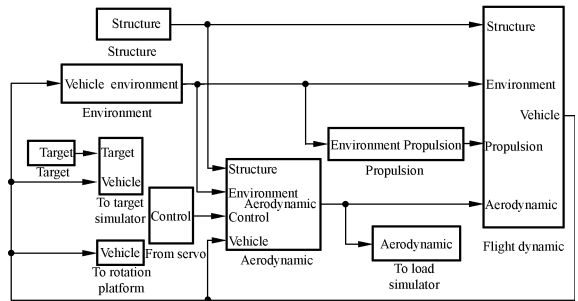 Structure
Structure
Structure
Vehicle environment
Environment
Environment
Vehicle
Target
Target
Target
Vehicle
To target
simulator
Environment Propulsion
Propulsion
Propulsion
Structure
Environment
Aerodynamic
Control
Vehicle
Aerodynamic
Control
From servo
Aerodynamic
Flight dynamic
Vehicle
To rotation
platform
Aerodynamic
To load
simulator